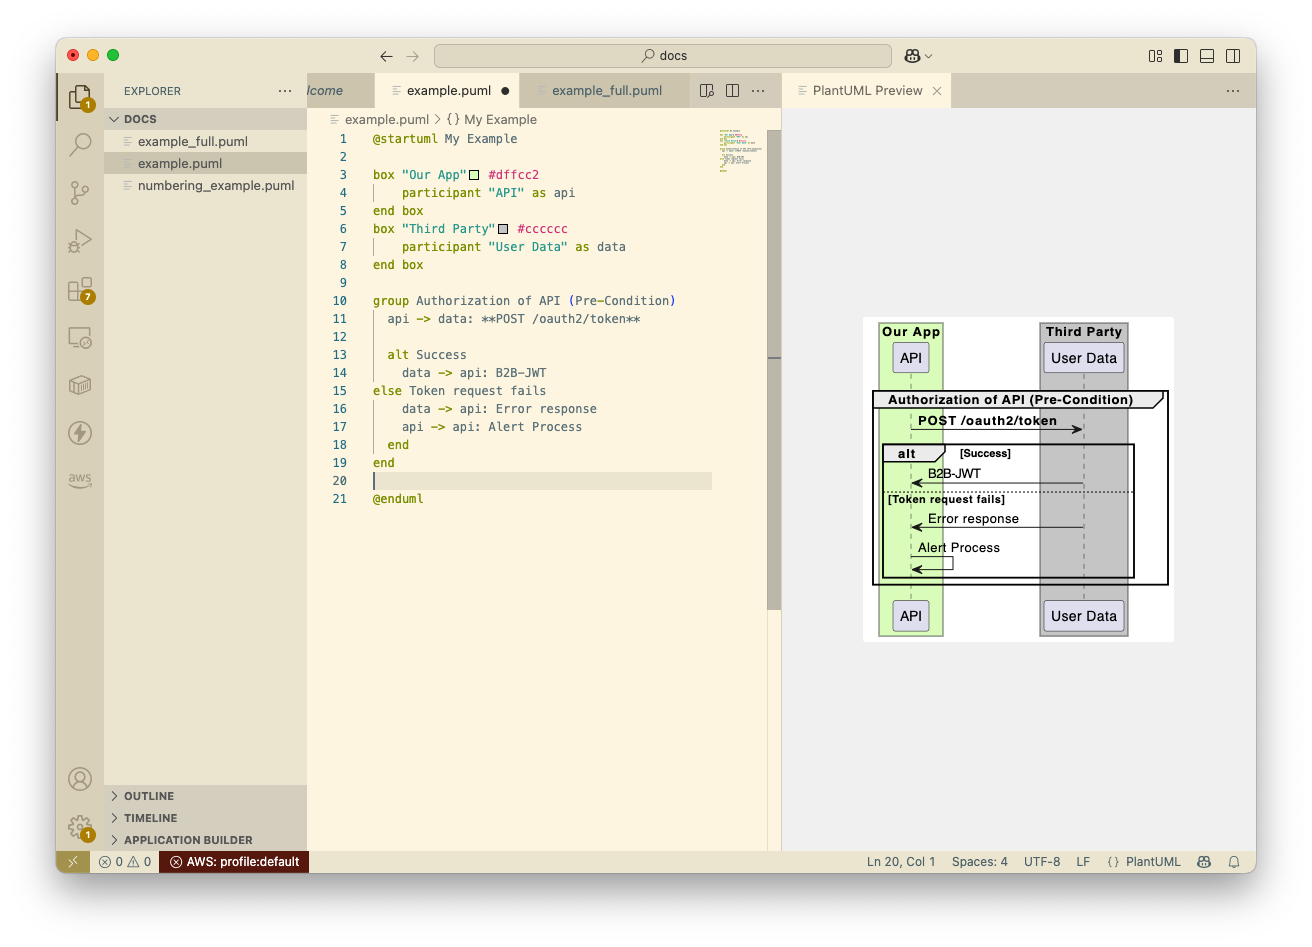 docs
EXPLORER
lcome
example.puml
example_full.puml
PlantUML Preview
1
DOCS
example_full.puml
example.puml
numbering_example.puml
example.puml > {} My Example
1 @startuml My Example
2
3 box "Our App" #dffcc2
4 participant "API" as api
5 end box
6 box "Third Party" #cccccc
7 participant "User Data" as data
8 end box
9
10 group Authorization of API (Pre-Condition)
11 api -> data: **POST /oauth2/token**
12
13 alt Success
14 data -> api: B2B-JWT
15 else Token request fails
16 data -> api: Error response
17 api -> api: Alert Process
18 end
19 end
20
21 @enduml
7
aws
Our App
Third Party
API
User Data
Authorization of API (Pre-Condition)
POST /oauth2/token
alt
[Success]
B2B-JWT
[Token request fails]
Error response
Alert Process
API
User Data
OUTLINE
TIMELINE
APPLICATION BUILDER
1
0
0
AWS: profile:default
Ln 20, Col 1
Spaces: 4
UTF-8
LF
{} PlantUML